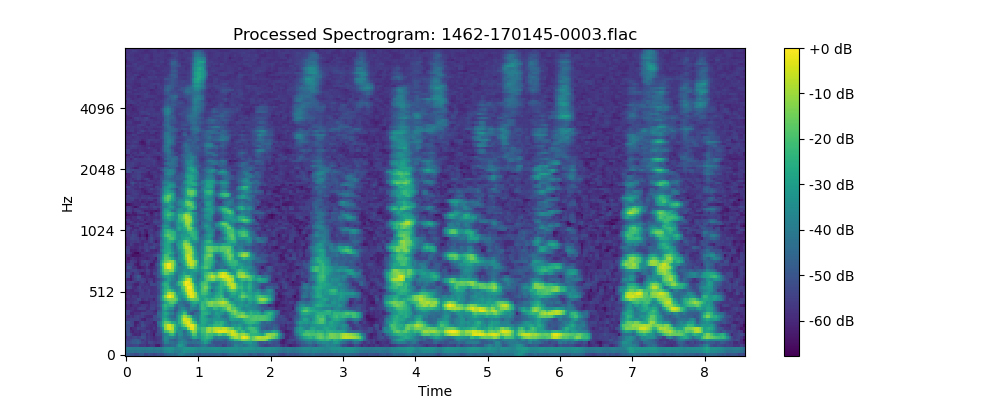 Processed Spectrogram: 1462-170145-0003.flac
Hz
4096
2048
1024
512
0
0 1 2 3 4 5 6 7 8
Time
+0 dB
-10 dB
-20 dB
-30 dB
-40 dB
-50 dB
-60 dB